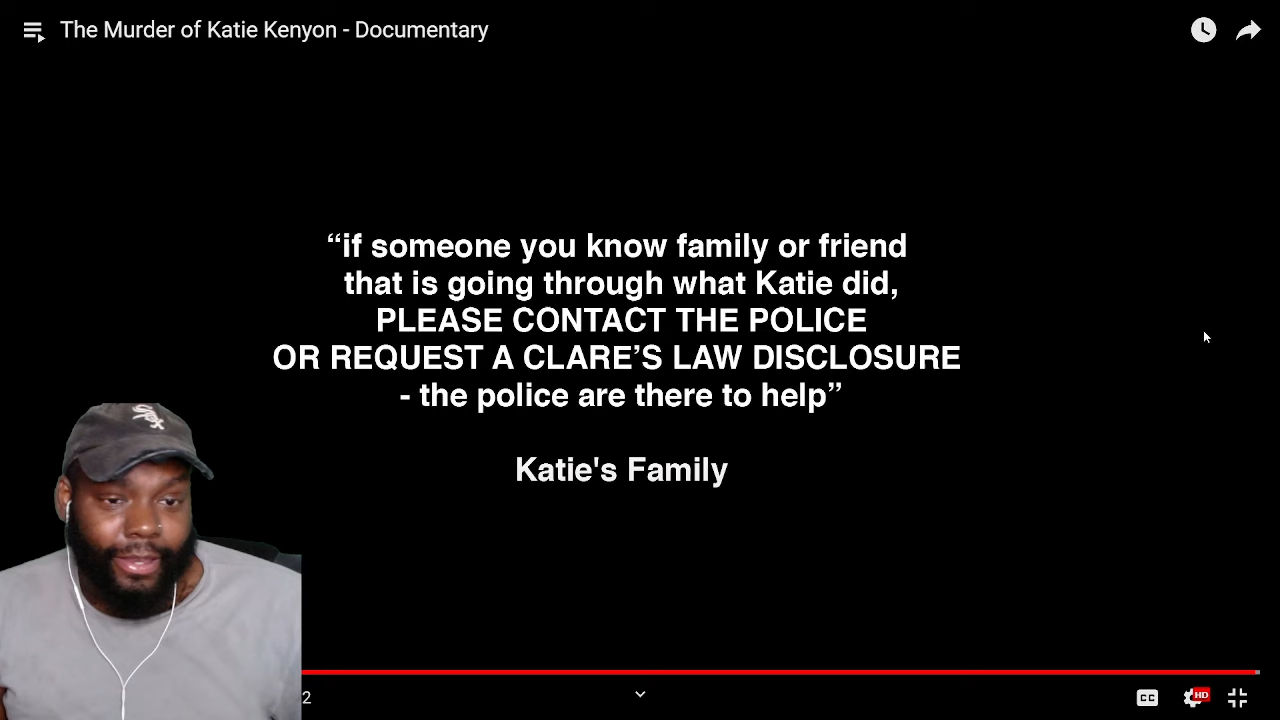 The Murder of Katie Kenyon - Documentary
“if someone you know family or friend
that is going through what Katie did,
PLEASE CONTACT THE POLICE
OR REQUEST A CLARE’S LAW DISCLOSURE
- the police are there to help”
Katie's Family
Sox
2
CC
HD